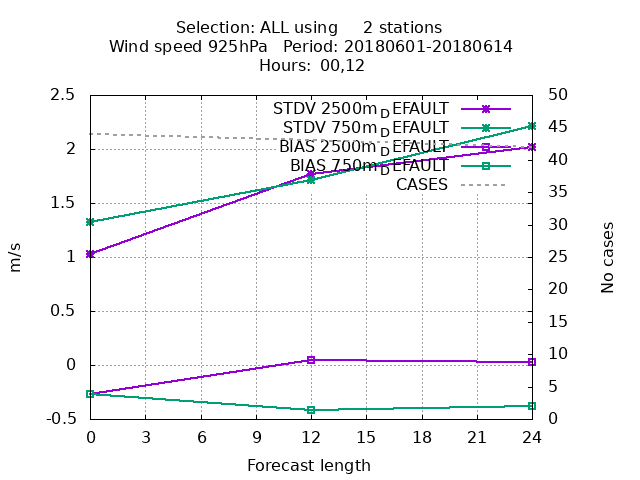 Selection: ALL using 2 stations
Wind speed 925hPa Period: 20180601-20180614
Hours: 00,12
2.5
2
1.5
1
0.5
0
-0.5
m/s
STDV 2500m_DEFAULT
STDV 750m_DEFAULT
BIAS 2500m_DEFAULT
BIAS 750m_DEFAULT
CASES
50
45
40
35
30
25
20
15
10
5
0
No cases
0 3 6 9 12 15 18 21 24
Forecast length